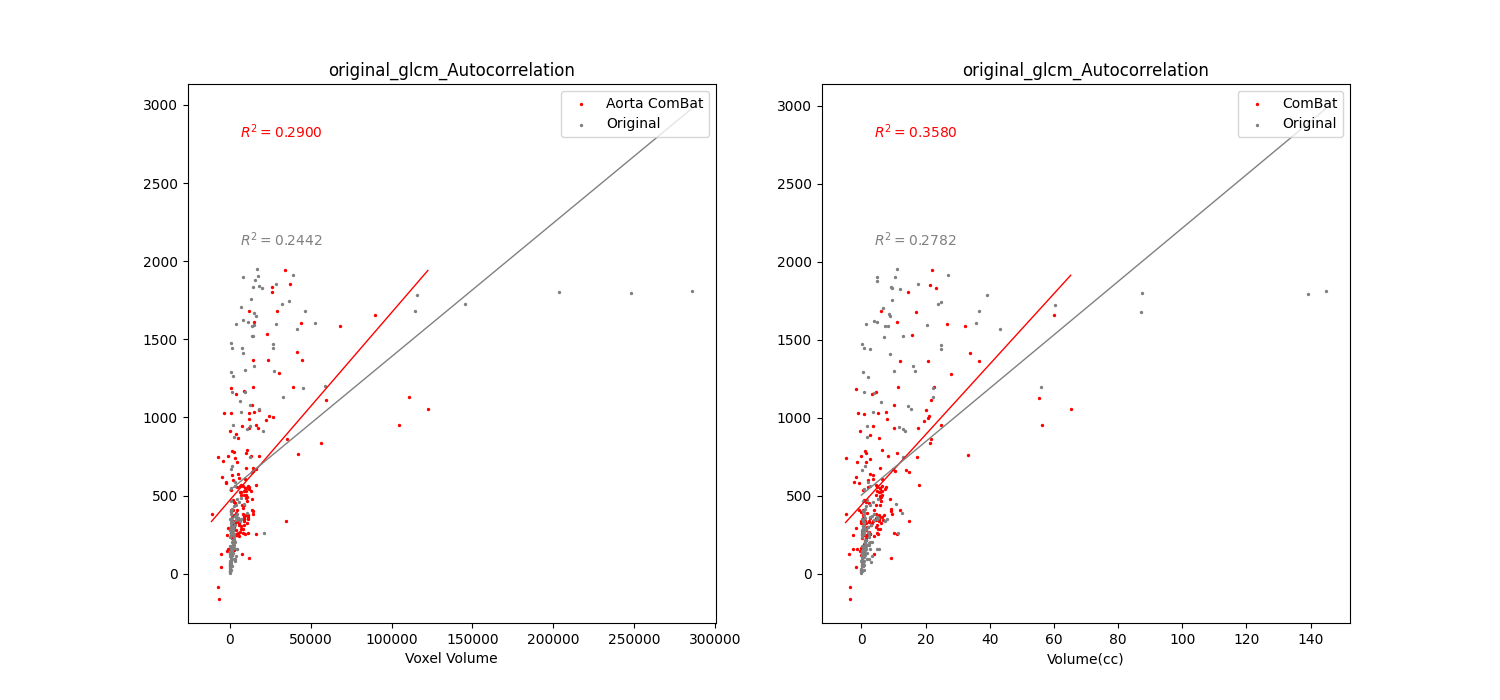 original_glcm_Autocorrelation
Aorta ComBat
Original
R² = 0.2900
R² = 0.2442
3000
2500
2000
1500
1000
500
0
0 50000 100000 150000 200000 250000 300000
Voxel Volume
original_glcm_Autocorrelation
ComBat
Original
R² = 0.3580
R² = 0.2782
3000
2500
2000
1500
1000
500
0
0 20 40 60 80 100 120 140
Volume(cc)